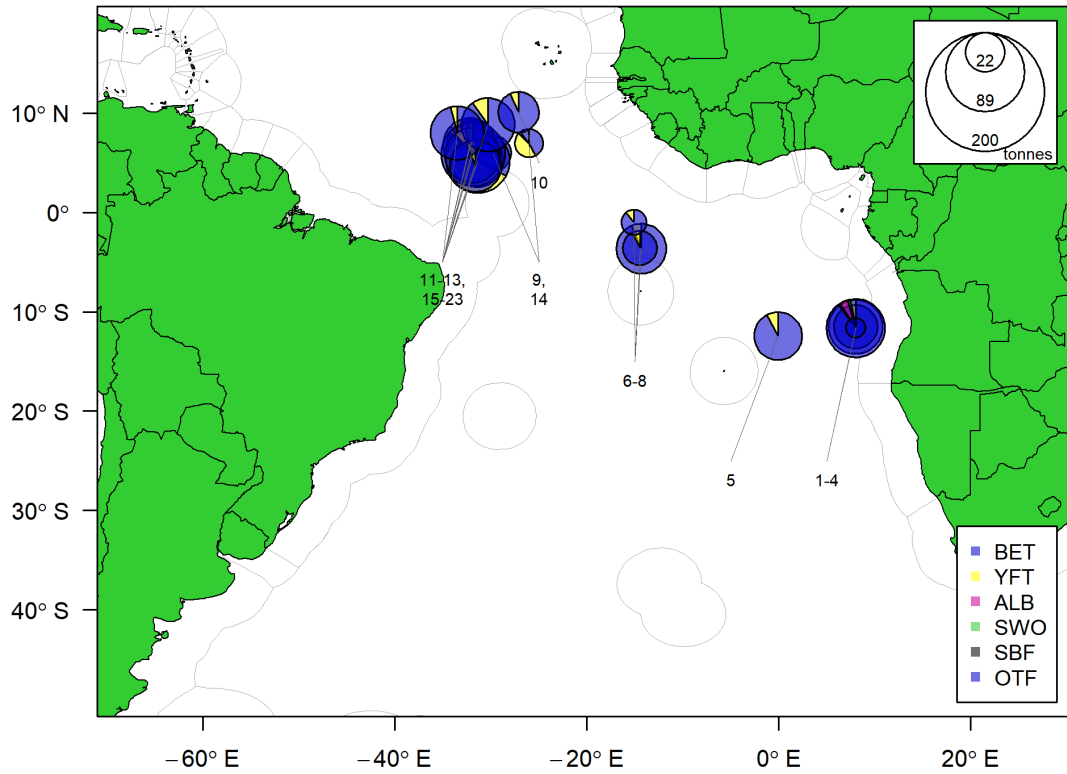 22
89
200
tonnes
10° N
0°
10° S
20° S
30° S
40° S
10
11-13,
15-23
9,
14
6-8
5
1-4
BET
YFT
ALB
SWO
SBF
OTF
−60° E
−40° E
−20° E
0° E
20° E